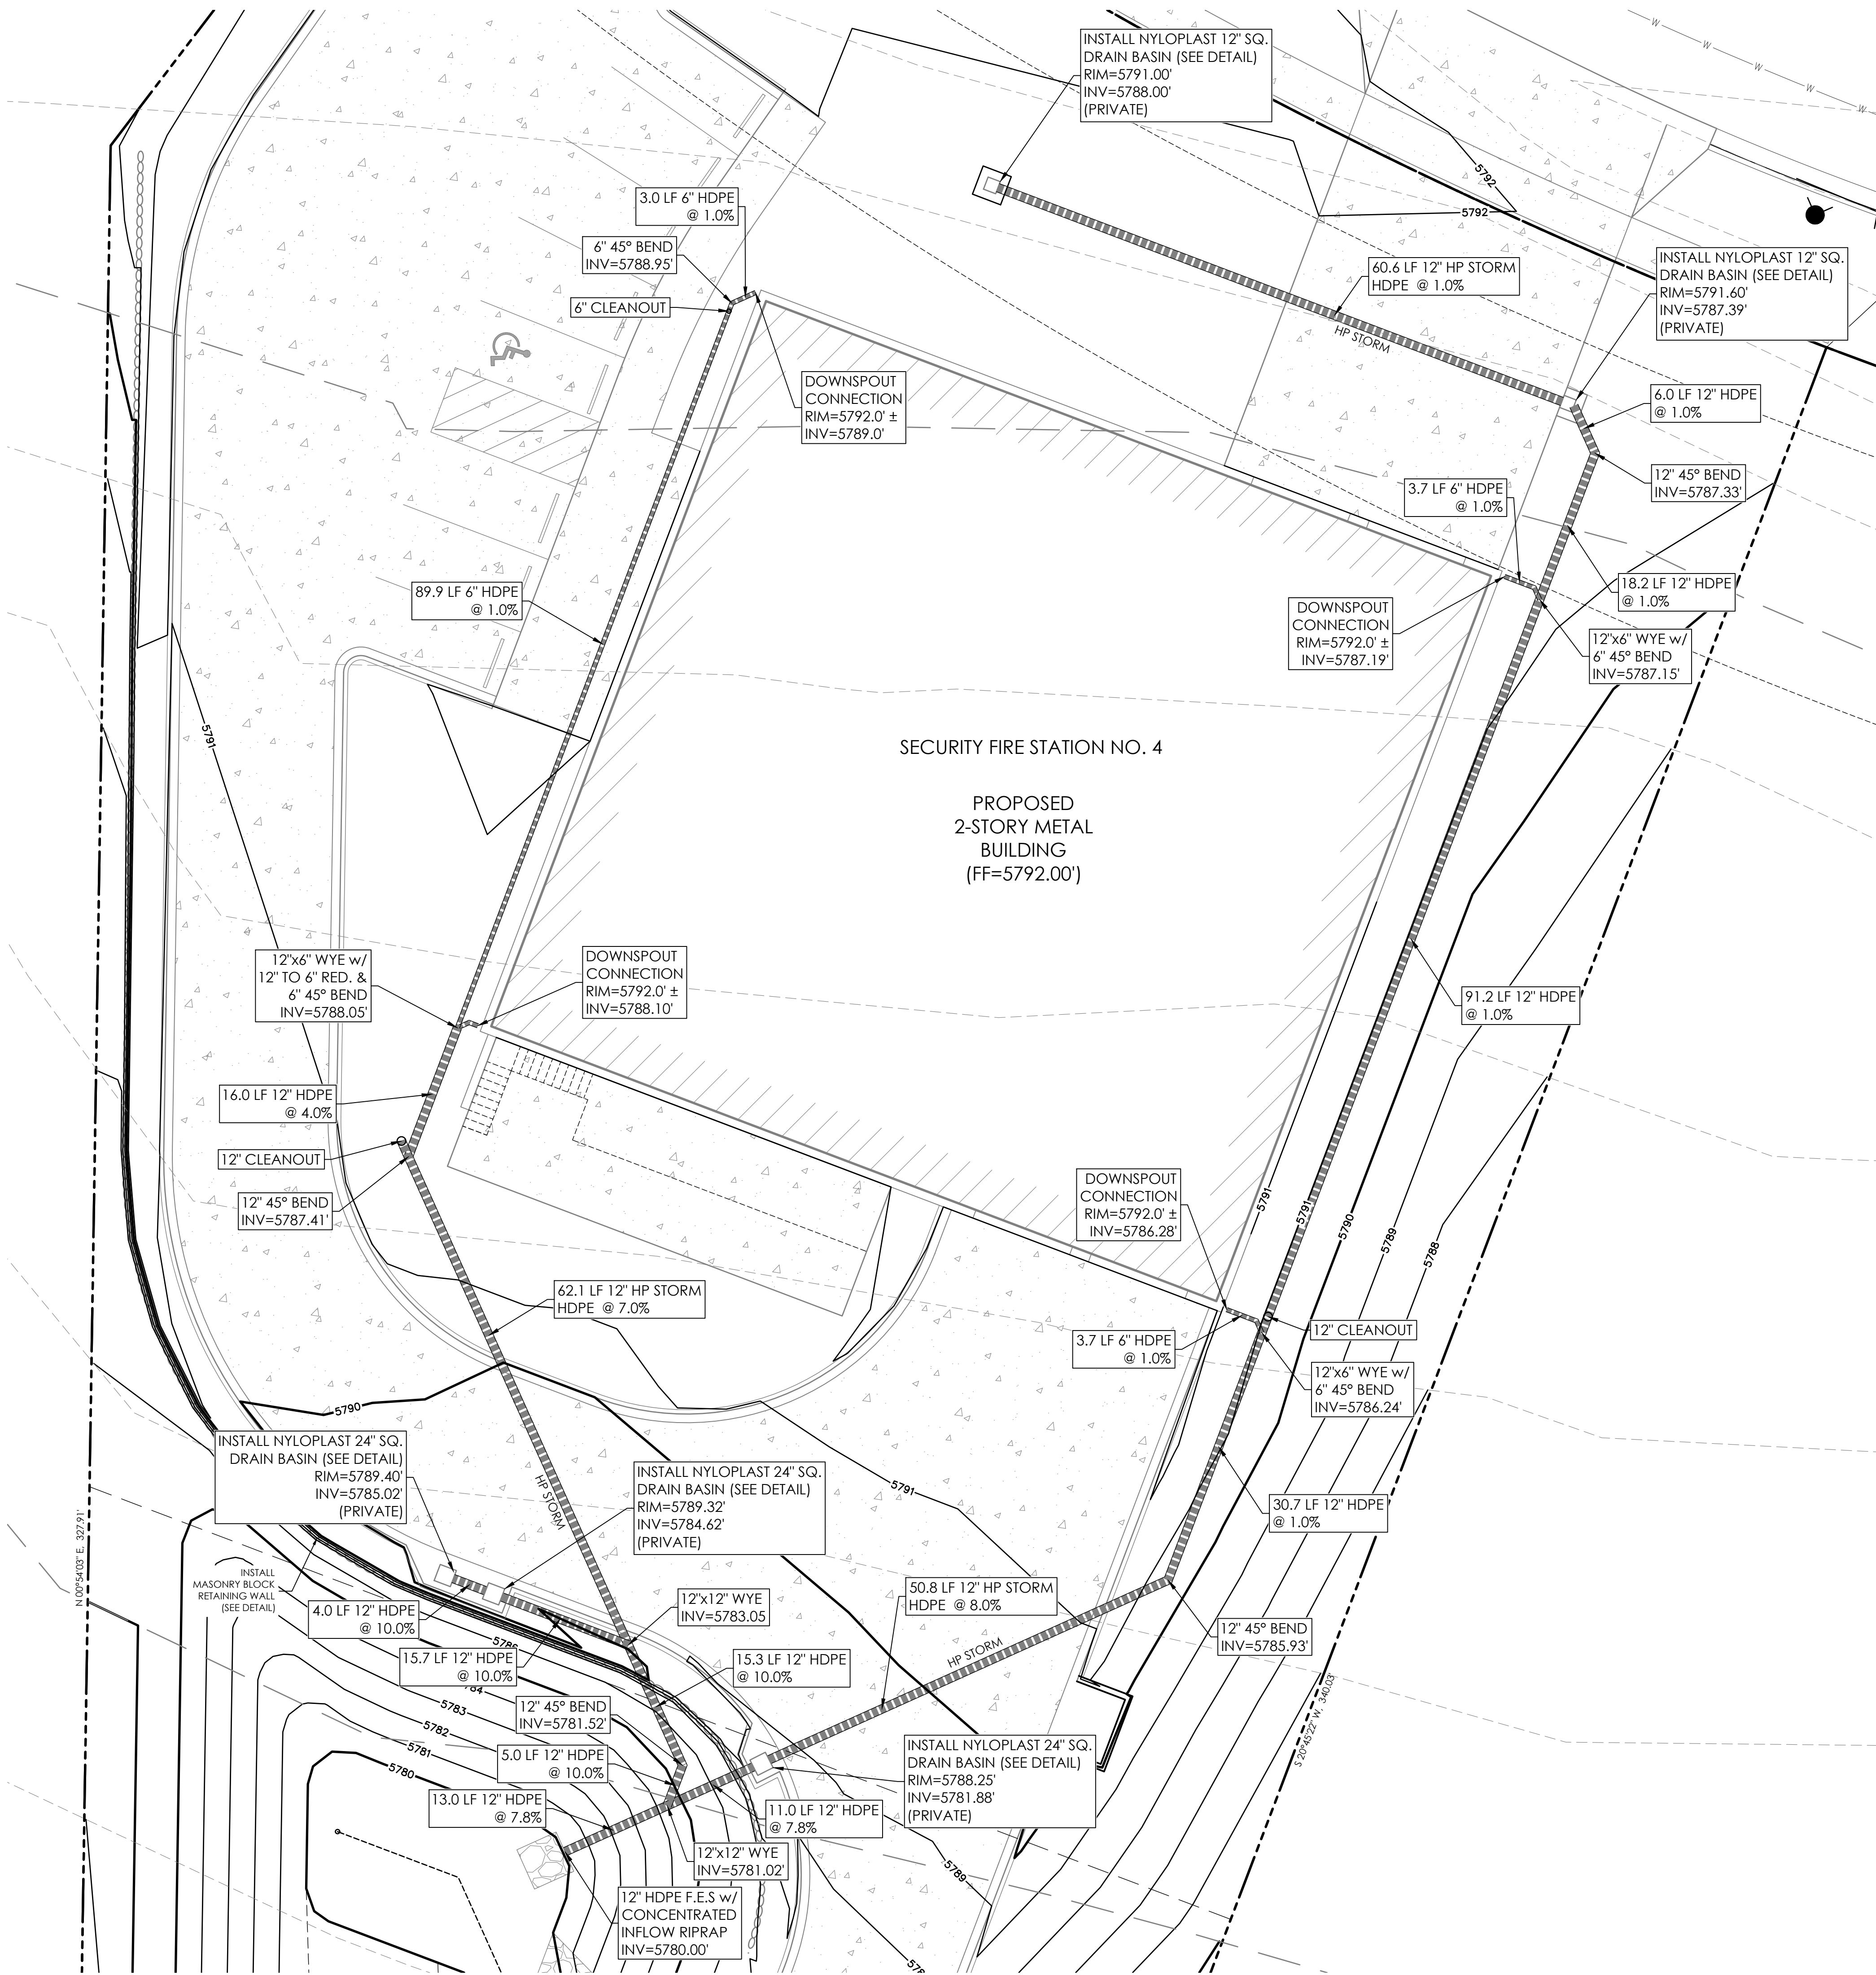 INSTALL NYLOPLAST 12" SQ.
DRAIN BASIN (SEE DETAIL)
RIM=5791.00'
INV=5788.00'
(PRIVATE)
W
W
W
W
W
5792
5792
3.0 LF 6" HDPE
@ 1.0%
6" 45° BEND
INV=5788.95'
6" CLEANOUT
60.6 LF 12" HP STORM
HDPE @ 1.0%
HP STORM
INSTALL NYLOPLAST 12" SQ.
DRAIN BASIN (SEE DETAIL)
RIM=5791.60'
INV=5787.39'
(PRIVATE)
DOWNSPOUT
CONNECTION
RIM=5792.0' ±
INV=5789.0'
6.0 LF 12" HDPE
@ 1.0%
12" 45° BEND
INV=5787.33'
3.7 LF 6" HDPE
@ 1.0%
89.9 LF 6" HDPE
@ 1.0%
18.2 LF 12" HDPE
@ 1.0%
DOWNSPOUT
CONNECTION
RIM=5792.0' ±
INV=5787.19'
12"x6" WYE w/
6" 45° BEND
INV=5787.15'
5791
SECURITY FIRE STATION NO. 4
PROPOSED
2-STORY METAL
BUILDING
(FF=5792.00')
12"x6" WYE w/
12" TO 6" RED. &
6" 45° BEND
INV=5788.05'
DOWNSPOUT
CONNECTION
RIM=5792.0' ±
INV=5788.10'
91.2 LF 12" HDPE
@ 1.0%
16.0 LF 12" HDPE
@ 4.0%
12" CLEANOUT
12" 45° BEND
INV=5787.41'
DOWNSPOUT
CONNECTION
RIM=5792.0' ±
INV=5786.28'
5791
5791
5790
5789
5788
62.1 LF 12" HP STORM
HDPE @ 7.0%
3.7 LF 6" HDPE
@ 1.0%
12" CLEANOUT
12"x6" WYE w/
6" 45° BEND
INV=5786.24'
5790
INSTALL NYLOPLAST 24" SQ.
DRAIN BASIN (SEE DETAIL)
RIM=5789.40'
INV=5785.02'
(PRIVATE)
HP STORM
INSTALL NYLOPLAST 24" SQ.
DRAIN BASIN (SEE DETAIL)
RIM=5789.32'
INV=5784.62'
(PRIVATE)
5791
30.7 LF 12" HDPE
@ 1.0%
N 00°54'03" E, 327.91'
INSTALL
MASONRY BLOCK
RETAINING WALL
(SEE DETAIL)
4.0 LF 12" HDPE
@ 10.0%
12"x12" WYE
INV=5783.05
50.8 LF 12" HP STORM
HDPE @ 8.0%
HP STORM
12" 45° BEND
INV=5785.93'
15.7 LF 12" HDPE
@ 10.0%
15.3 LF 12" HDPE
@ 10.0%
5783
5782
5781
5780
12" 45° BEND
INV=5781.52'
5.0 LF 12" HDPE
@ 10.0%
13.0 LF 12" HDPE
@ 7.8%
INSTALL NYLOPLAST 24" SQ.
DRAIN BASIN (SEE DETAIL)
RIM=5788.25'
INV=5781.88'
(PRIVATE)
S 20°45'22" W, 340.03
11.0 LF 12" HDPE
@ 7.8%
12"x12" WYE
INV=5781.02'
5789
12" HDPE F.E.S w/
CONCENTRATED
INFLOW RIPRAP
INV=5780.00'